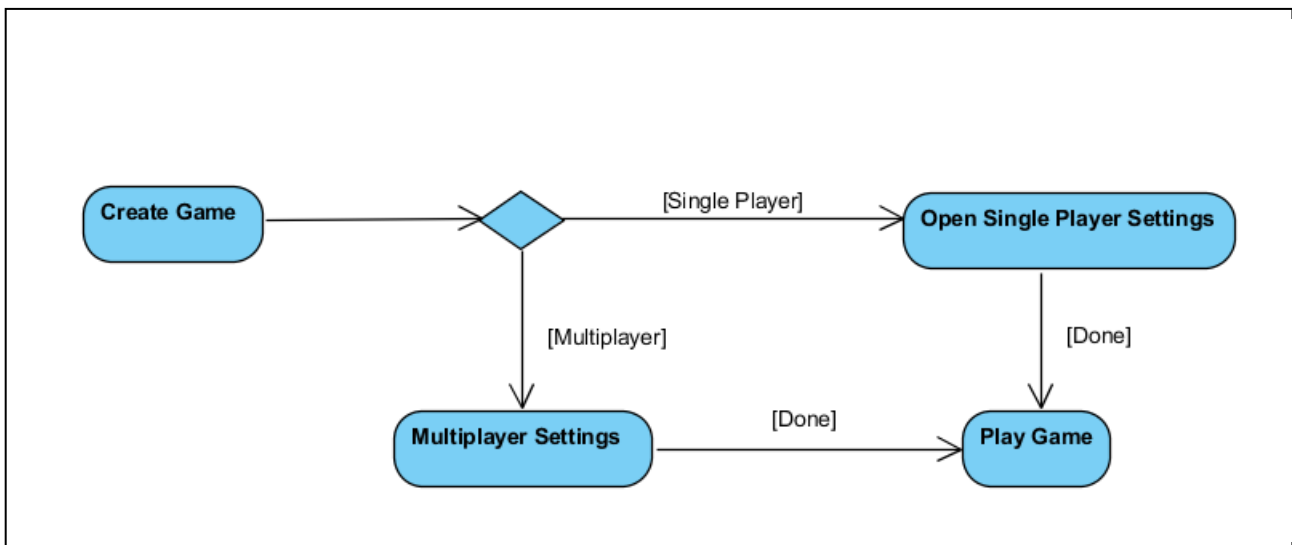 Create Game
[Single Player]
Open Single Player Settings
[Multiplayer]
[Done]
Multiplayer Settings
[Done]
Play Game